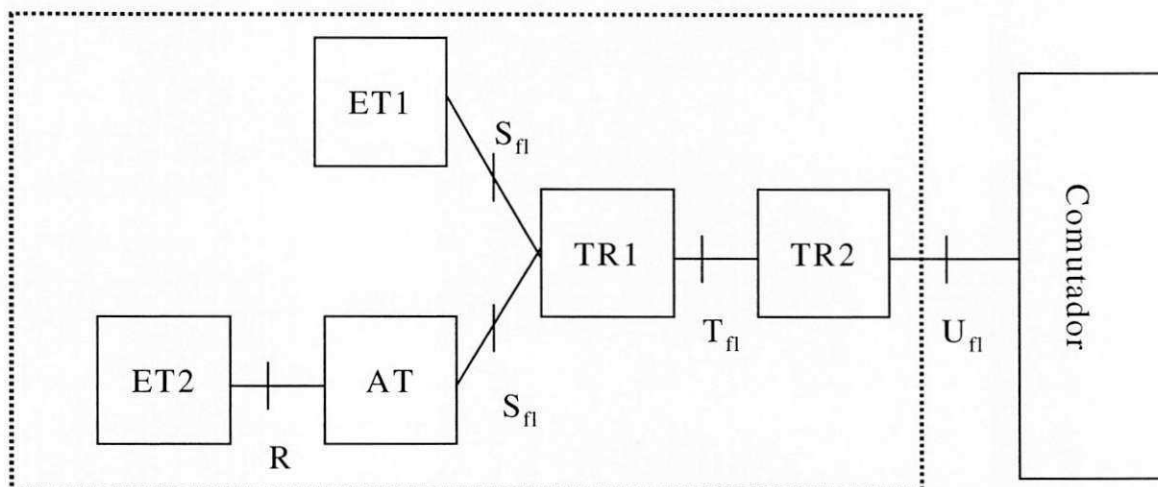 ET1
S_fl
TR1
TR2
Comutador
T_fl
U_fl
ET2
AT
S_fl
R